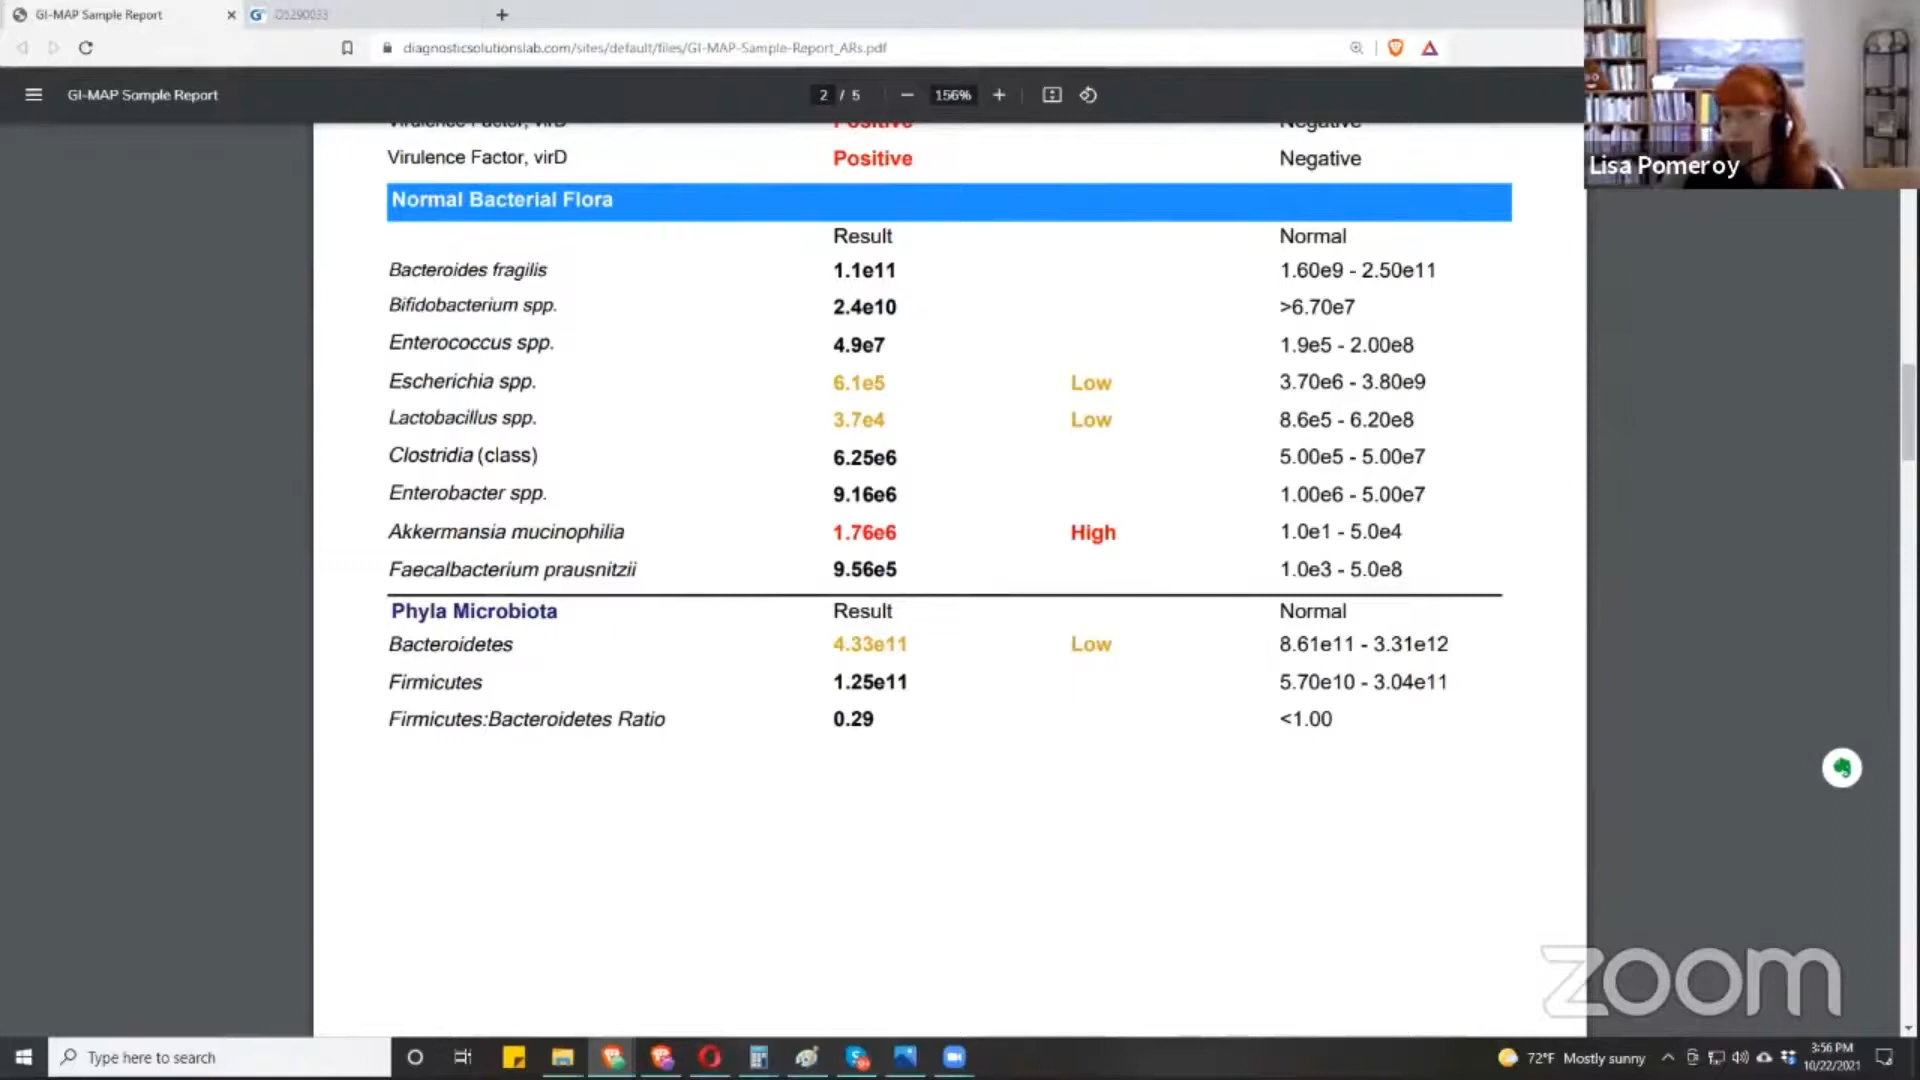 GI-MAP Sample Report
O5290033
diagnosticsolutionslab.com/sites/default/files/GI-MAP-Sample-Report_ARs.pdf
GI-MAP Sample Report
2 / 5
156%
Lisa Pomeroy
Virulence Factor, virD Positive Negative
Normal Bacterial Flora
Result Normal
Bacteroides fragilis 1.1e11 1.60e9 - 2.50e11
Bifidobacterium spp. 2.4e10 >6.70e7
Enterococcus spp. 4.9e7 1.9e5 - 2.00e8
Escherichia spp. 6.1e5 Low 3.70e6 - 3.80e9
Lactobacillus spp. 3.7e4 Low 8.6e5 - 6.20e8
Clostridia (class) 6.25e6 5.00e5 - 5.00e7
Enterobacter spp. 9.16e6 1.00e6 - 5.00e7
Akkermansia mucinophilia 1.76e6 High 1.0e1 - 5.0e4
Faecalbacterium prausnitzii 9.56e5 1.0e3 - 5.0e8
Phyla Microbiota Result Normal
Bacteroidetes 4.33e11 Low 8.61e11 - 3.31e12
Firmicutes 1.25e11 5.70e10 - 3.04e11
Firmicutes:Bacteroidetes Ratio 0.29 <1.00
zoom
Type here to search
72°F Mostly sunny
3:56 PM
10/22/2021